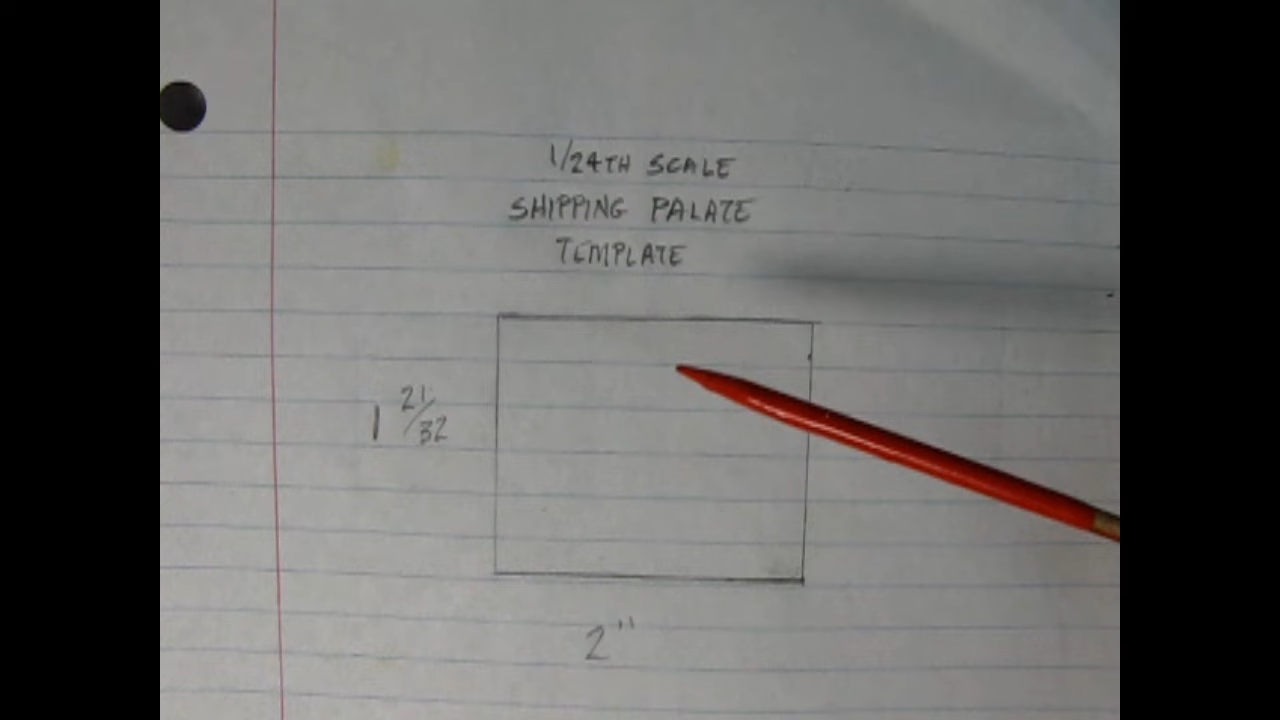 1/24TH SCALE
SHIPPING PALATE
TEMPLATE
1 21/32
2"